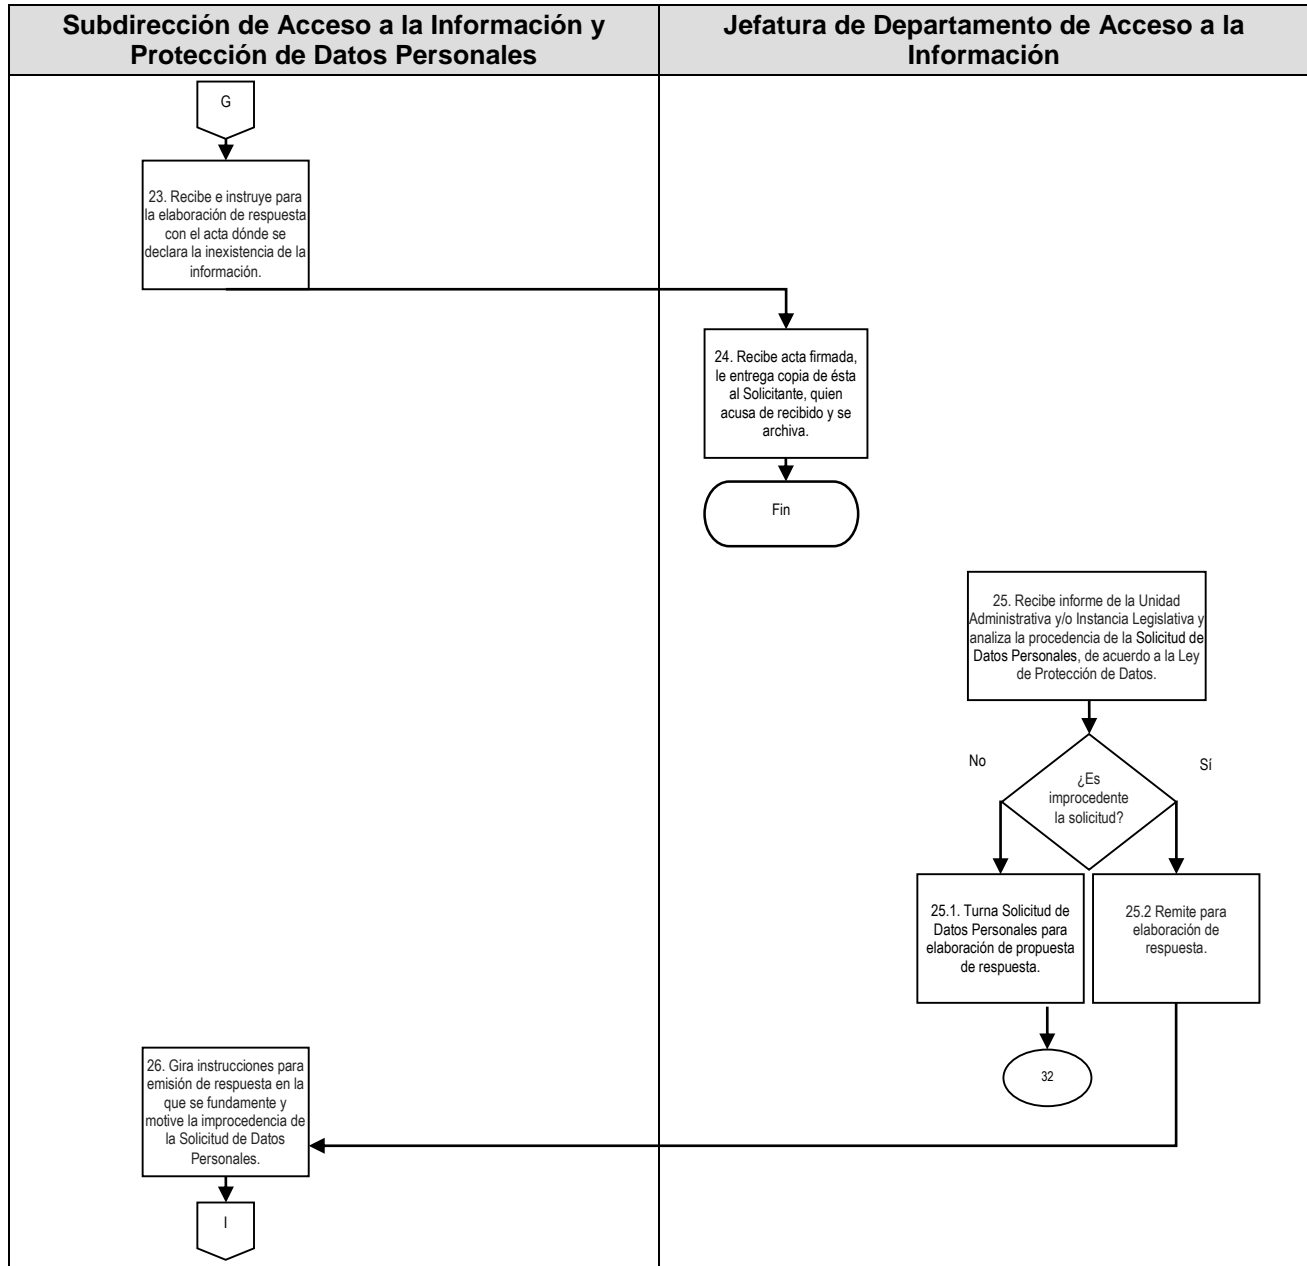 Subdirección de Acceso a la Información y
Protección de Datos Personales
Jefatura de Departamento de Acceso a la
Información
G
23. Recibe e instruye para
la elaboración de respuesta
con el acta dónde se
declara la inexistencia de la
información.
24. Recibe acta firmada,
le entrega copia de ésta
al Solicitante, quien
acusa de recibido y se
archiva.
Fin
25. Recibe informe de la Unidad
Administrativa y/o Instancia Legislativa y
analiza la procedencia de la Solicitud de
Datos Personales, de acuerdo a la Ley
de Protección de Datos.
No
Sí
¿Es
improcedente
la solicitud?
25.1. Turna Solicitud de
Datos Personales para
elaboración de propuesta
de respuesta.
25.2 Remite para
elaboración de
respuesta.
32
26. Gira instrucciones para
emisión de respuesta en la
que se fundamente y
motive la improcedencia de
la Solicitud de Datos
Personales.
I